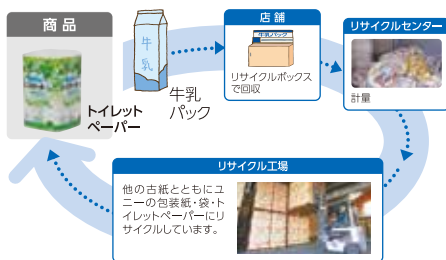 商品
トイレット
ペーパー
牛
乳
牛乳
パック
店舗
牛乳パック
リサイクルボックス
で回収
リサイクルセンター
計量
リサイクル工場
他の古紙とともにユ
ニーの包装紙・袋・ト
イレットペーパーにリ
サイクルしています。